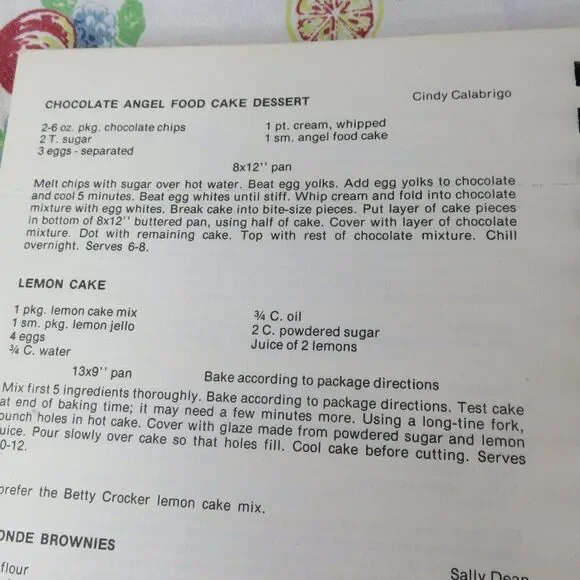 CHOCOLATE ANGEL FOOD CAKE DESSERT Cindy Calabrigo
2-6 oz. pkg. chocolate chips 1 pt. cream, whipped
2 T. sugar 1 sm. angel food cake
3 eggs - separated
8x12" pan
Melt chips with sugar over hot water. Beat egg yolks. Add egg yolks to chocolate
and cool 5 minutes. Beat egg whites until stiff. Whip cream and fold into chocolate
mixture with egg whites. Break cake into bite-size pieces. Put layer of cake pieces
in bottom of 8x12" buttered pan, using half of cake. Cover with layer of chocolate
mixture. Dot with remaining cake. Top with rest of chocolate mixture. Chill
overnight. Serves 6-8.
LEMON CAKE
1 pkg. lemon cake mix ¾ C. oil
1 sm. pkg. lemon jello 2 C. powdered sugar
4 eggs Juice of 2 lemons
¾ C. water
13x9" pan Bake according to package directions
Mix first 5 ingredients thoroughly. Bake according to package directions. Test cake
at end of baking time; it may need a few minutes more. Using a long-tine fork,
punch holes in hot cake. Cover with glaze made from powdered sugar and lemon
juice. Pour slowly over cake so that holes fill. Cool cake before cutting. Serves
0-12.
prefer the Betty Crocker lemon cake mix.
ONDE BROWNIES
flour Sally Dean